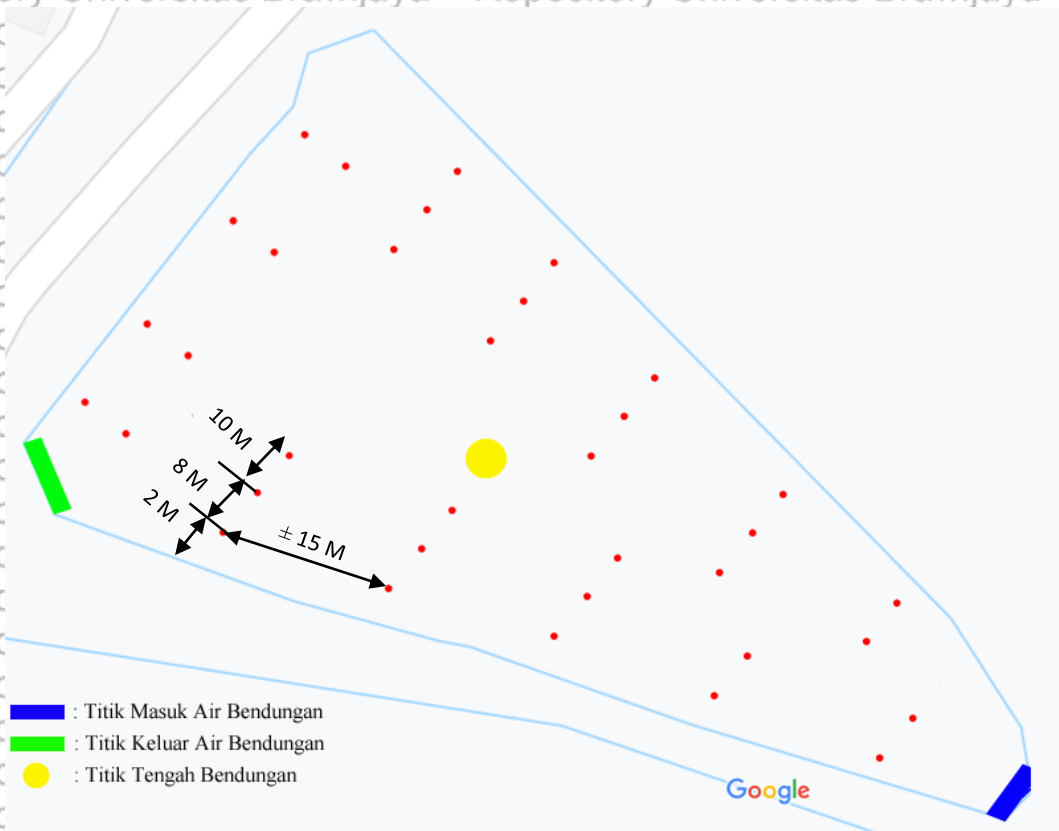 10 M
8 M
2 M
± 15 M
: Titik Masuk Air Bendungan
: Titik Keluar Air Bendungan
: Titik Tengah Bendungan
Google